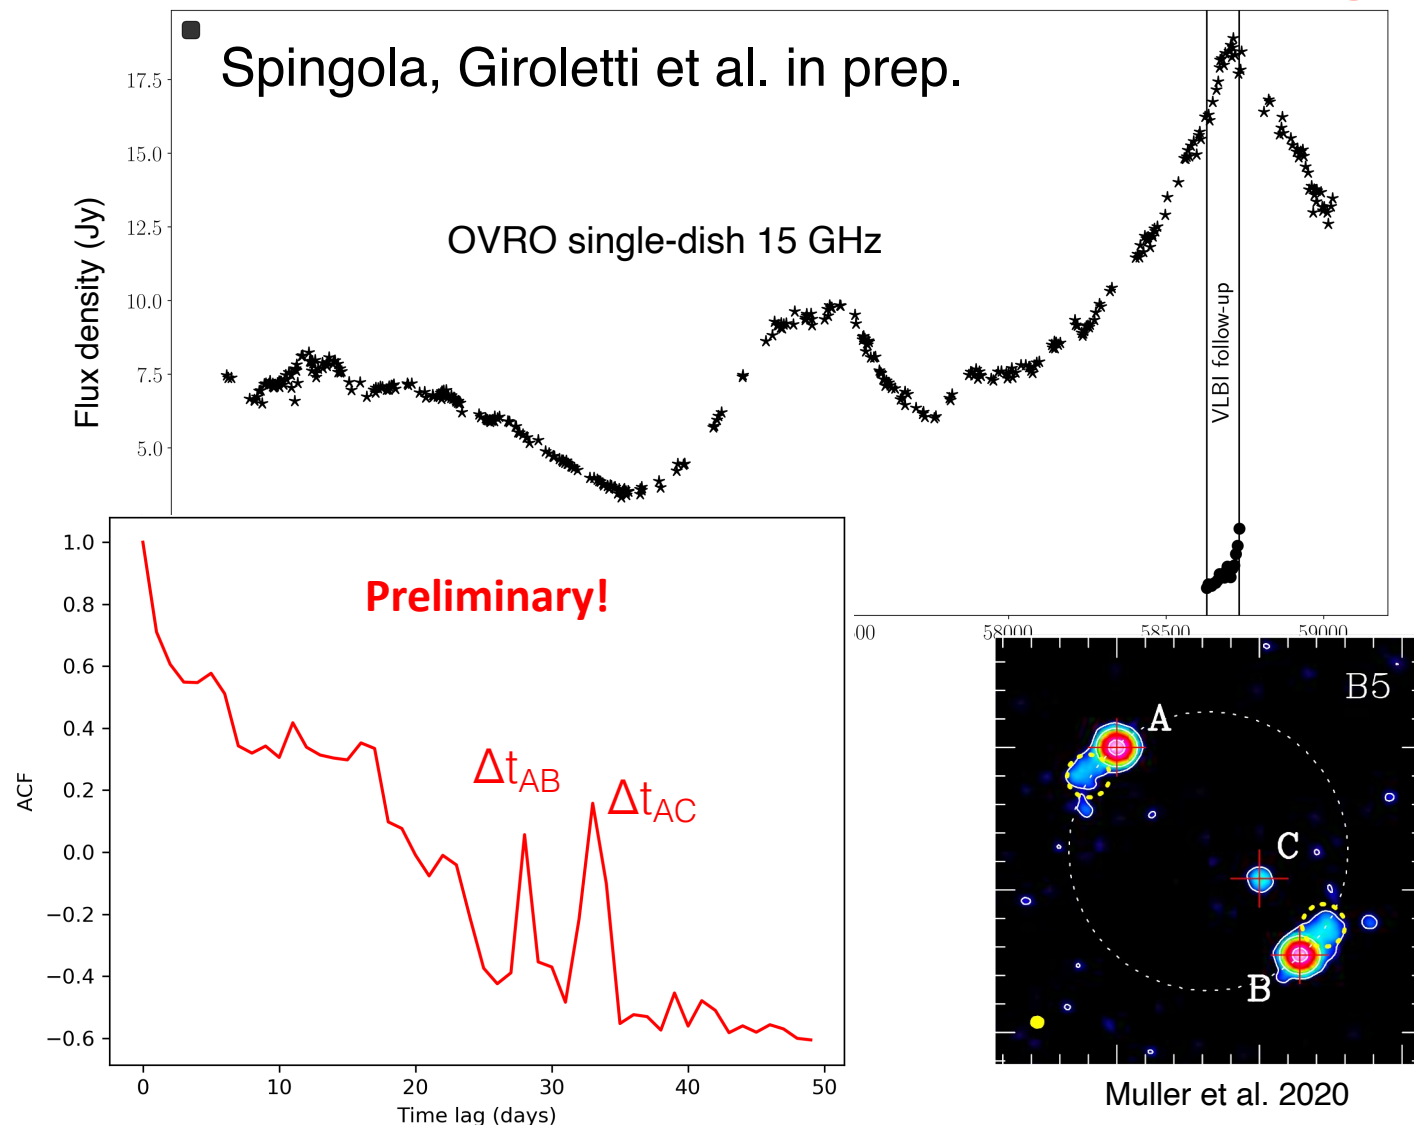 Spingola, Giroletti et al. in prep.
17.5
15.0
12.5
10.0
7.5
5.0
Flux density (Jy)
OVRO single-dish 15 GHz
VLBI follow-up
58000
58500
59000
Preliminary!
1.0
0.8
0.6
0.4
0.2
0.0
−0.2
−0.4
−0.6
ACF
Δt_AB
Δt_AC
0
10
20
30
40
50
Time lag (days)
B5
A
C
B
Muller et al. 2020